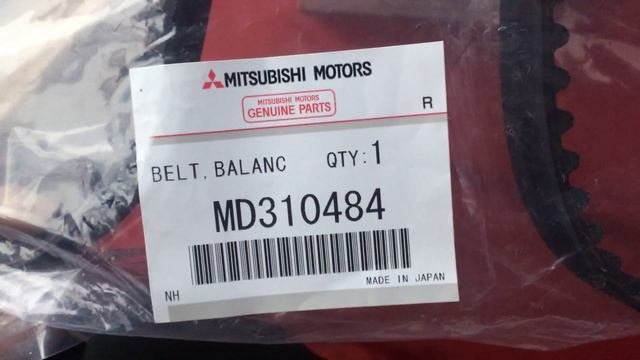 MITSUBISHI MOTORS
MITSUBISHI MOTORS
GENUINE PARTS
R
BELT, BALANC QTY:1
MD310484
NH
MADE IN JAPAN